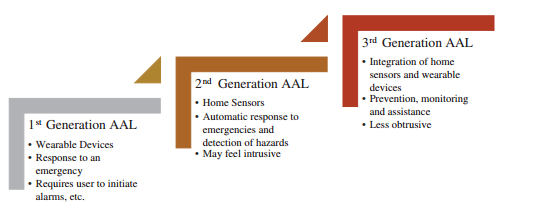 1st Generation AAL
• Wearable Devices
• Response to an
emergency
• Requires user to initiate
alarms, etc.
2nd Generation AAL
• Home Sensors
• Automatic response to
emergencies and
detection of hazards
• May feel intrusive
3rd Generation AAL
• Integration of home
sensors and wearable
devices
• Prevention, monitoring
and assistance
• Less obtrusive